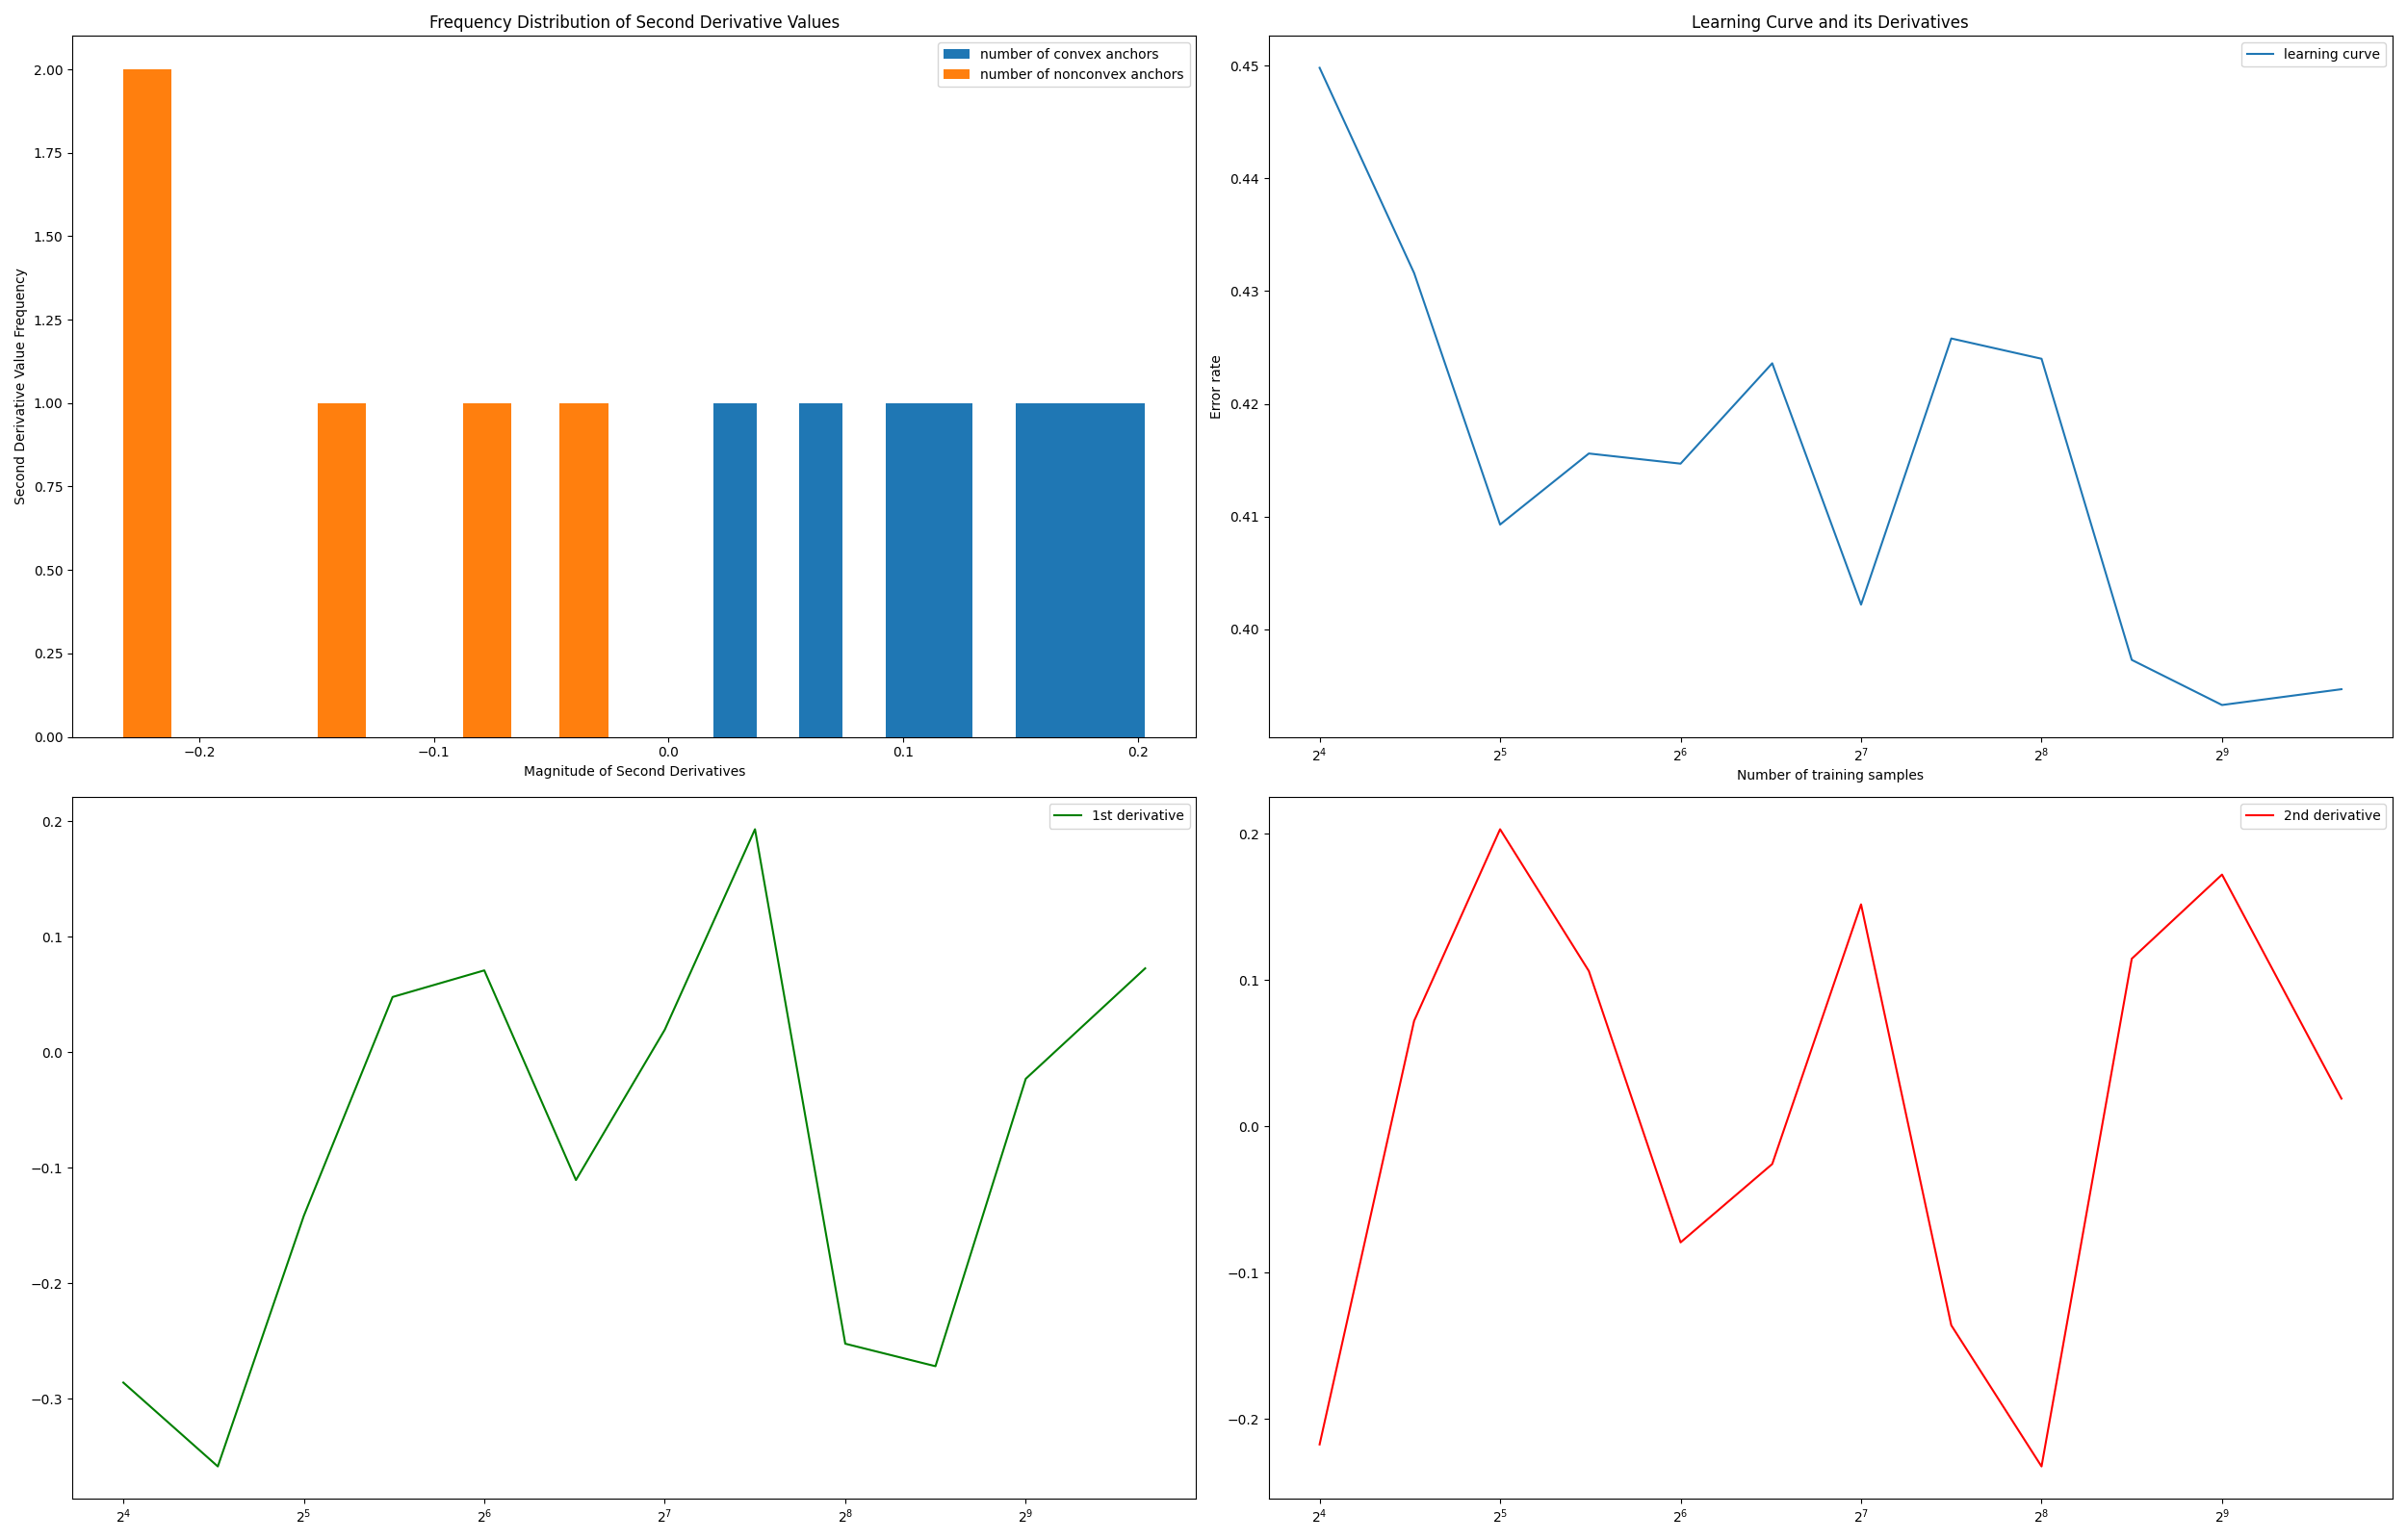 Frequency Distribution of Second Derivative Values
number of convex anchors
number of nonconvex anchors
Second Derivative Value Frequency
2.00
1.75
1.50
1.25
1.00
0.75
0.50
0.25
0.00
−0.2 −0.1 0.0 0.1 0.2
Magnitude of Second Derivatives
Learning Curve and its Derivatives
learning curve
Error rate
0.45
0.44
0.43
0.42
0.41
0.40
2⁴ 2⁵ 2⁶ 2⁷ 2⁸ 2⁹
Number of training samples
1st derivative
0.2
0.1
0.0
−0.1
−0.2
−0.3
2⁴ 2⁵ 2⁶ 2⁷ 2⁸ 2⁹
2nd derivative
0.2
0.1
0.0
−0.1
−0.2
2⁴ 2⁵ 2⁶ 2⁷ 2⁸ 2⁹